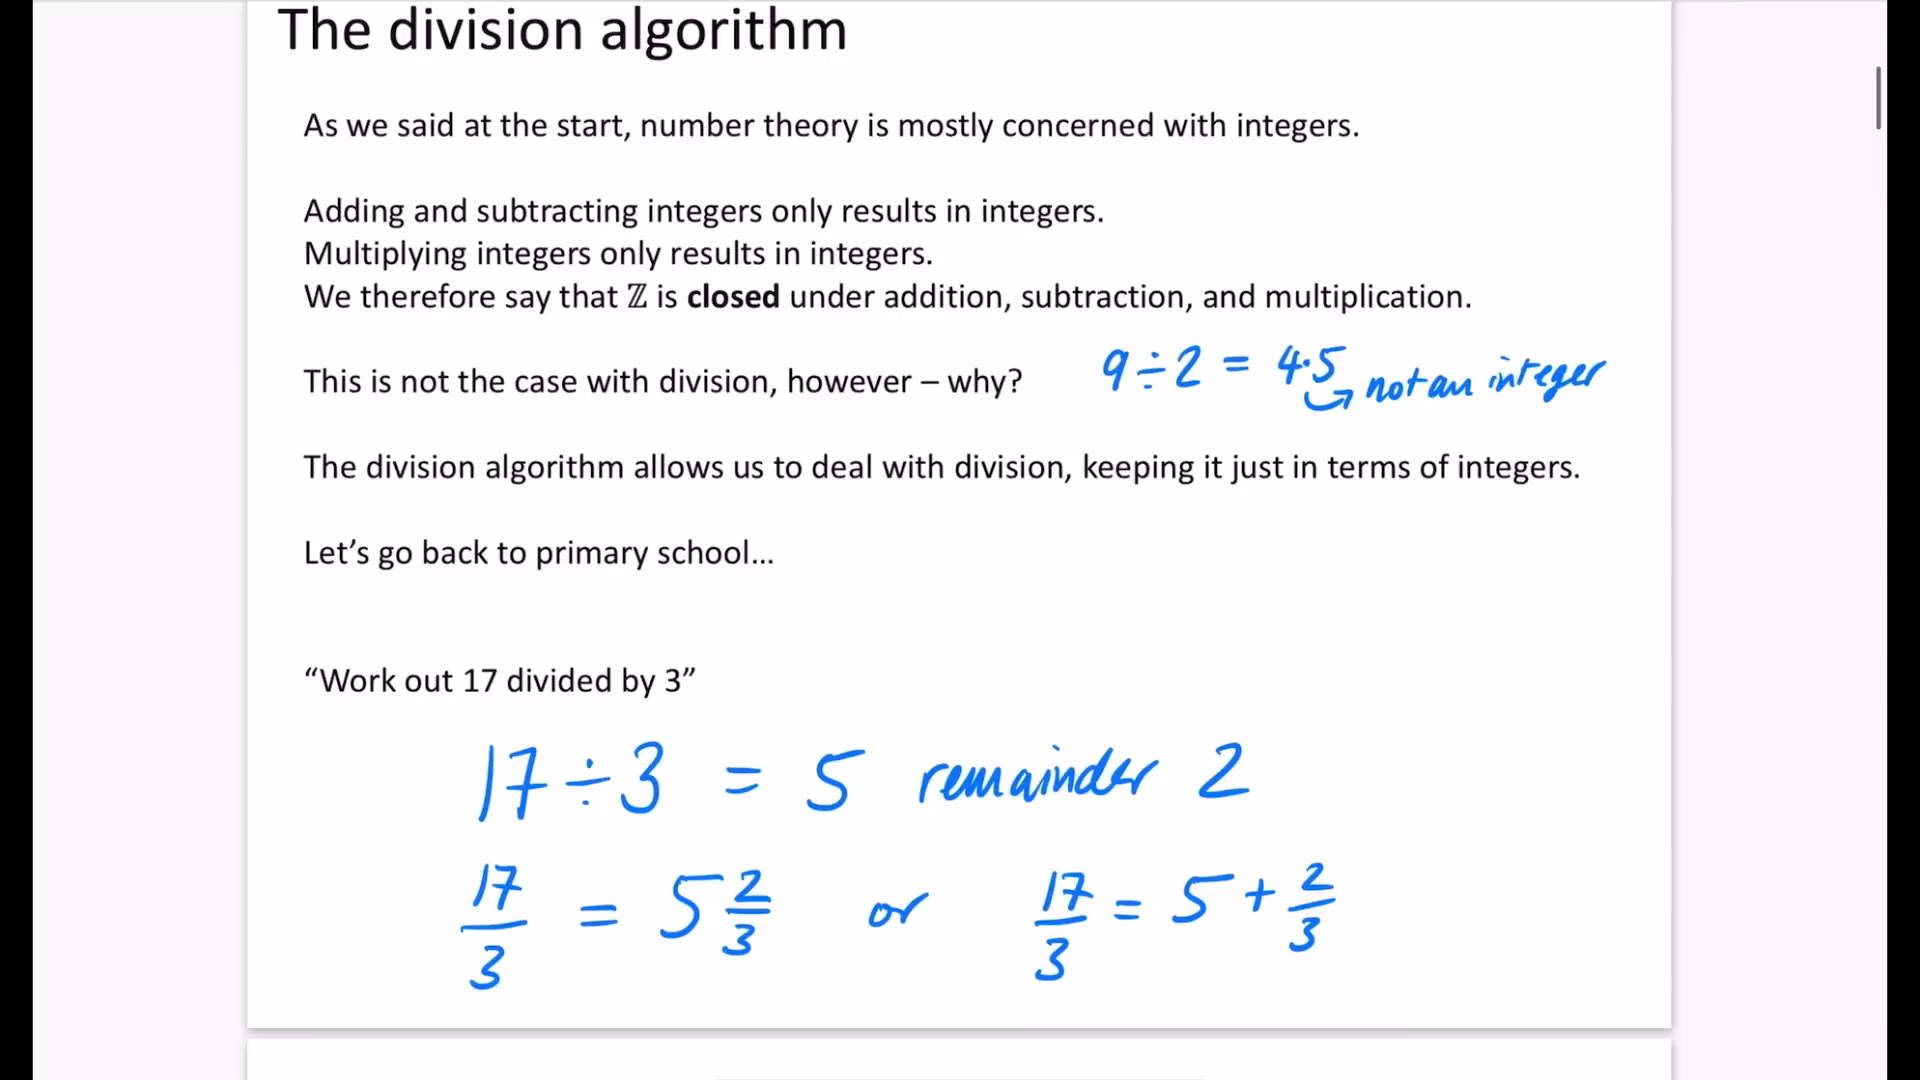 The division algorithm
As we said at the start, number theory is mostly concerned with integers.
Adding and subtracting integers only results in integers.
Multiplying integers only results in integers.
We therefore say that ℤ is closed under addition, subtraction, and multiplication.
This is not the case with division, however – why? 9 ÷ 2 = 4·5 not an integer
The division algorithm allows us to deal with division, keeping it just in terms of integers.
Let’s go back to primary school...
“Work out 17 divided by 3”
17 ÷ 3 = 5 remainder 2
17/3 = 5 2/3 or 17/3 = 5 + 2/3